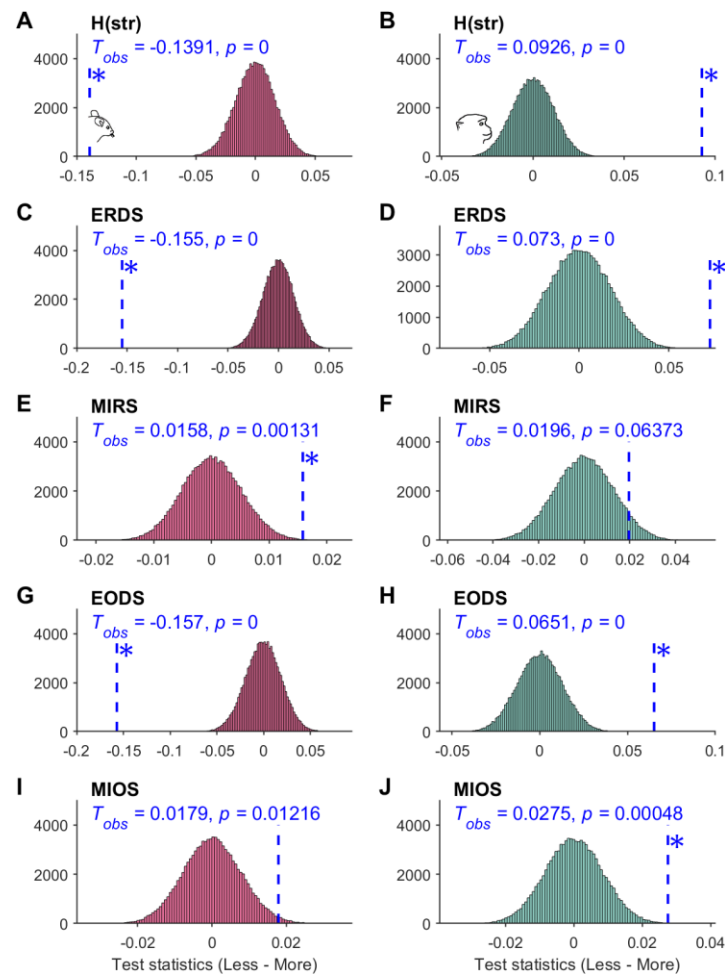 A H(str)
T_obs = -0.1391, p = 0
*
4000
2000
0
-0.15 -0.1 -0.05 0 0.05
B H(str)
T_obs = 0.0926, p = 0
*
4000
2000
0
-0.05 0 0.05 0.1
C ERDS
T_obs = -0.155, p = 0
*
4000
2000
0
-0.2 -0.15 -0.1 -0.05 0 0.05
D ERDS
T_obs = 0.073, p = 0
*
3000
2000
1000
0
-0.05 0 0.05
E MIRS
T_obs = 0.0158, p = 0.00131
*
4000
2000
0
-0.02 -0.01 0 0.01 0.02
F MIRS
T_obs = 0.0196, p = 0.06373
4000
2000
0
-0.06 -0.04 -0.02 0 0.02 0.04
G EODS
T_obs = -0.157, p = 0
*
4000
2000
0
-0.2 -0.15 -0.1 -0.05 0 0.05
H EODS
T_obs = 0.0651, p = 0
*
4000
2000
0
-0.05 0 0.05 0.1
I MIOS
T_obs = 0.0179, p = 0.01216
4000
2000
0
-0.02 0 0.02
Test statistics (Less - More)
J MIOS
T_obs = 0.0275, p = 0.00048
*
4000
2000
0
-0.02 0 0.02 0.04
Test statistics (Less - More)